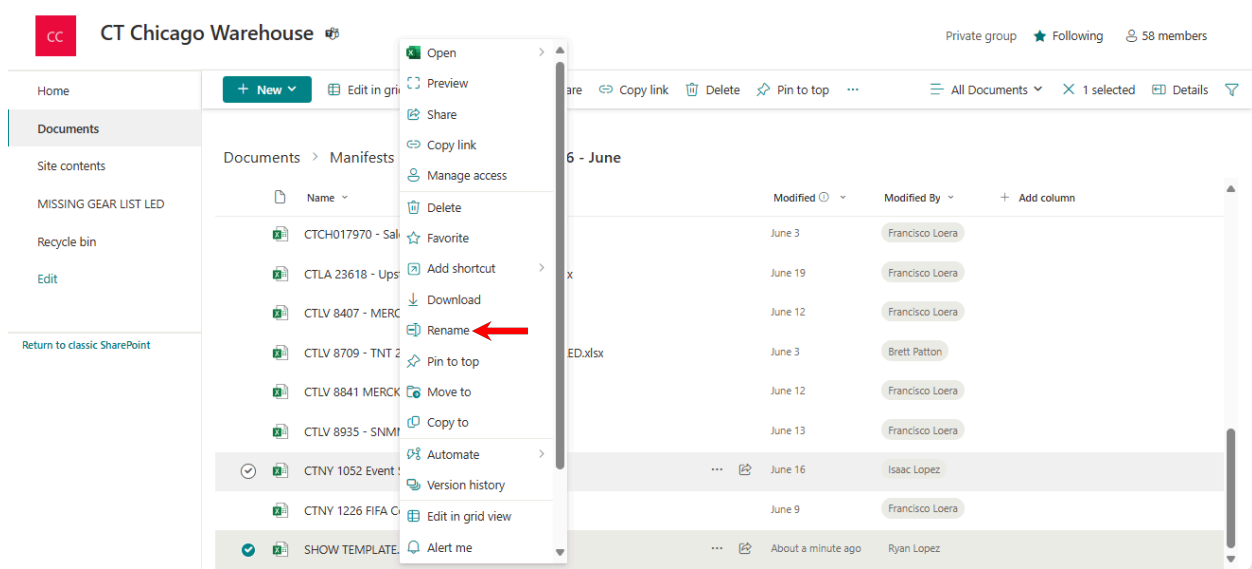 CC
CT Chicago Warehouse
Private group
Following
58 members
Home
Documents
Site contents
MISSING GEAR LIST LED
Recycle bin
Edit
Return to classic SharePoint
+ New
Edit in gri
are
Copy link
Delete
Pin to top
...
All Documents
1 selected
Details
Documents > Manifests
6 - June
Name
Modified
Modified By
+ Add column
CTCH017970 - Sal
June 3
Francisco Loera
CTLA 23618 - Ups
x
June 19
Francisco Loera
CTLV 8407 - MERC
June 12
Francisco Loera
CTLV 8709 - TNT 2
ED.xlsx
June 3
Brett Patton
CTLV 8841 MERCK
June 12
Francisco Loera
CTLV 8935 - SNM
June 13
Francisco Loera
CTNY 1052 Event
...
June 16
Isaac Lopez
CTNY 1226 FIFA C
June 9
Francisco Loera
SHOW TEMPLATE.
...
About a minute ago
Ryan Lopez
Open
Preview
Share
Copy link
Manage access
Delete
Favorite
Add shortcut
Download
Rename
Pin to top
Move to
Copy to
Automate
Version history
Edit in grid view
Alert me